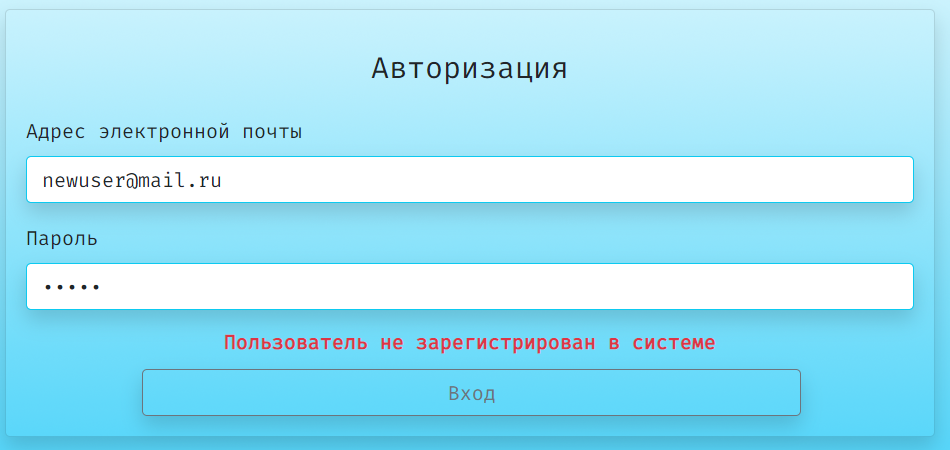 Авторизация
Адрес электронной почты
newuser@mail.ru
Пароль
•••••
Пользователь не зарегистрирован в системе
Вход